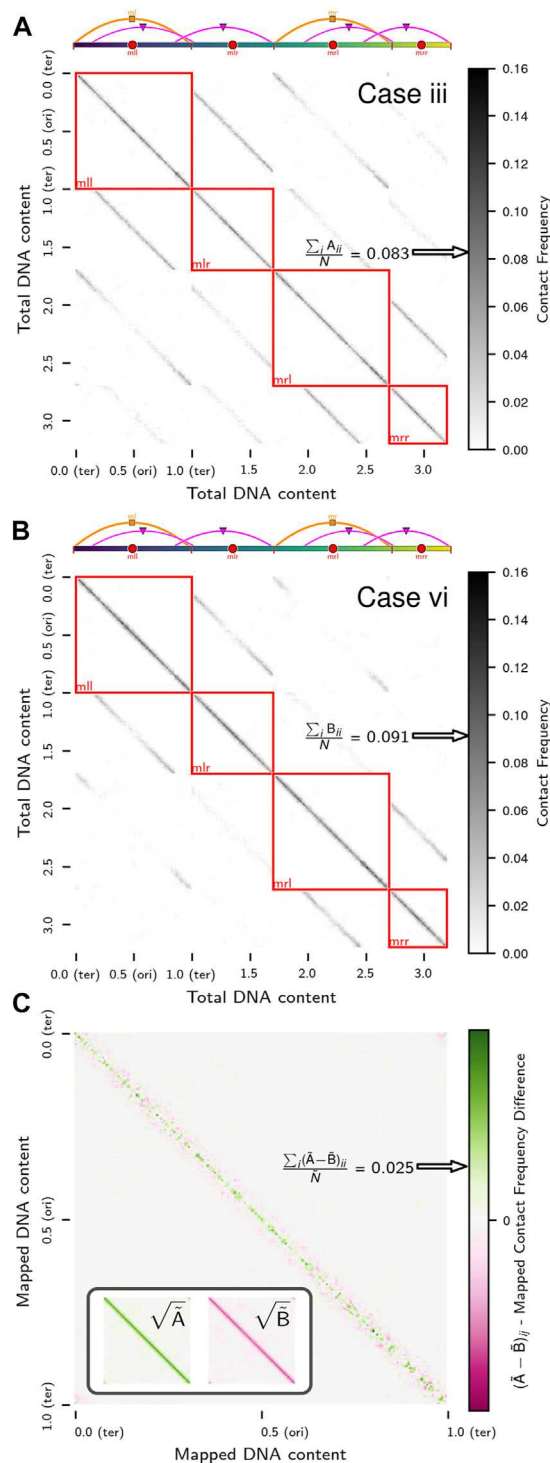 A
ml
mr
mll
mlr
mrl
mrr
Case iii
0.0 (ter)
0.5 (ori)
1.0 (ter)
1.5
2.0
2.5
3.0
Total DNA content
mll
mlr
mrl
mrr
∑ᵢ Aᵢᵢ / N = 0.083
0.16
0.14
0.12
0.10
0.08
0.06
0.04
0.02
0.00
Contact Frequency
0.0 (ter) 0.5 (ori) 1.0 (ter) 2.0 2.5 3.0
Total DNA content
B
ml
mr
mll
mlr
mrl
mrr
Case vi
0.0 (ter)
0.5 (ori)
1.0 (ter)
1.5
2.0
2.5
3.0
Total DNA content
mll
mlr
mrl
mrr
∑ᵢ Bᵢᵢ / N = 0.091
0.16
0.14
0.12
0.10
0.08
0.06
0.04
0.02
0.00
Contact Frequency
0.0 (ter) 0.5 (ori) 1.0 (ter) 2.0 2.5 3.0
Total DNA content
C
0.0 (ter)
0.5 (ori)
1.0 (ter)
Mapped DNA content
∑ᵢ(Ã−B̃)ᵢᵢ / Ñ = 0.025
√Ã
√B̃
0
(Ã − B̃)ᵢⱼ - Mapped Contact Frequency Difference
0.0 (ter) 0.5 (ori) 1.0 (ter)
Mapped DNA content